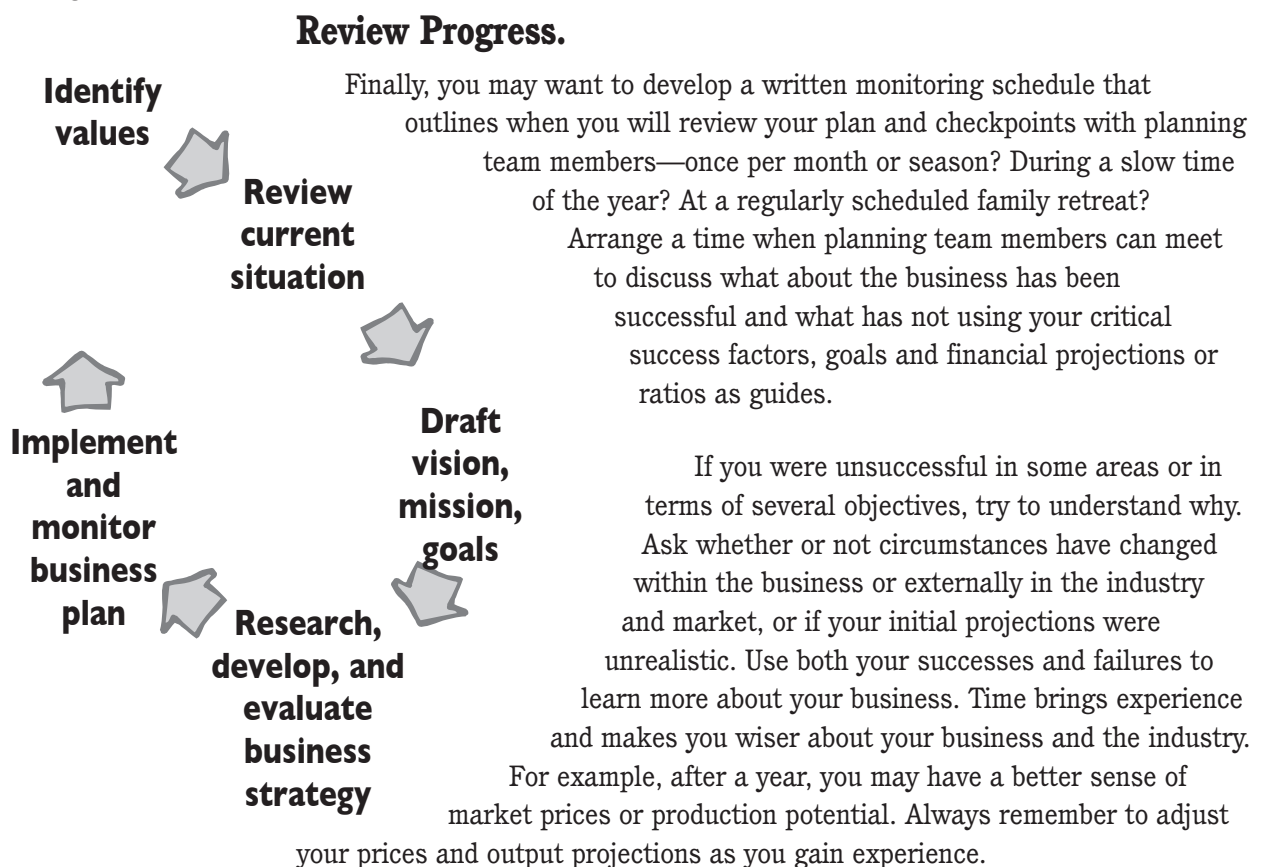 Review Progress.
Finally, you may want to develop a written monitoring schedule that
outlines when you will review your plan and checkpoints with planning
team members—once per month or season? During a slow time
of the year? At a regularly scheduled family retreat?
Arrange a time when planning team members can meet
to discuss what about the business has been
successful and what has not using your critical
success factors, goals and financial projections or
ratios as guides.
If you were unsuccessful in some areas or in
terms of several objectives, try to understand why.
Ask whether or not circumstances have changed
within the business or externally in the industry
and market, or if your initial projections were
unrealistic. Use both your successes and failures to
learn more about your business. Time brings experience
and makes you wiser about your business and the industry.
For example, after a year, you may have a better sense of
market prices or production potential. Always remember to adjust
your prices and output projections as you gain experience.
Identify
values
Review
current
situation
Draft
vision,
mission,
goals
Research,
develop, and
evaluate
business
strategy
Implement
and
monitor
business
plan